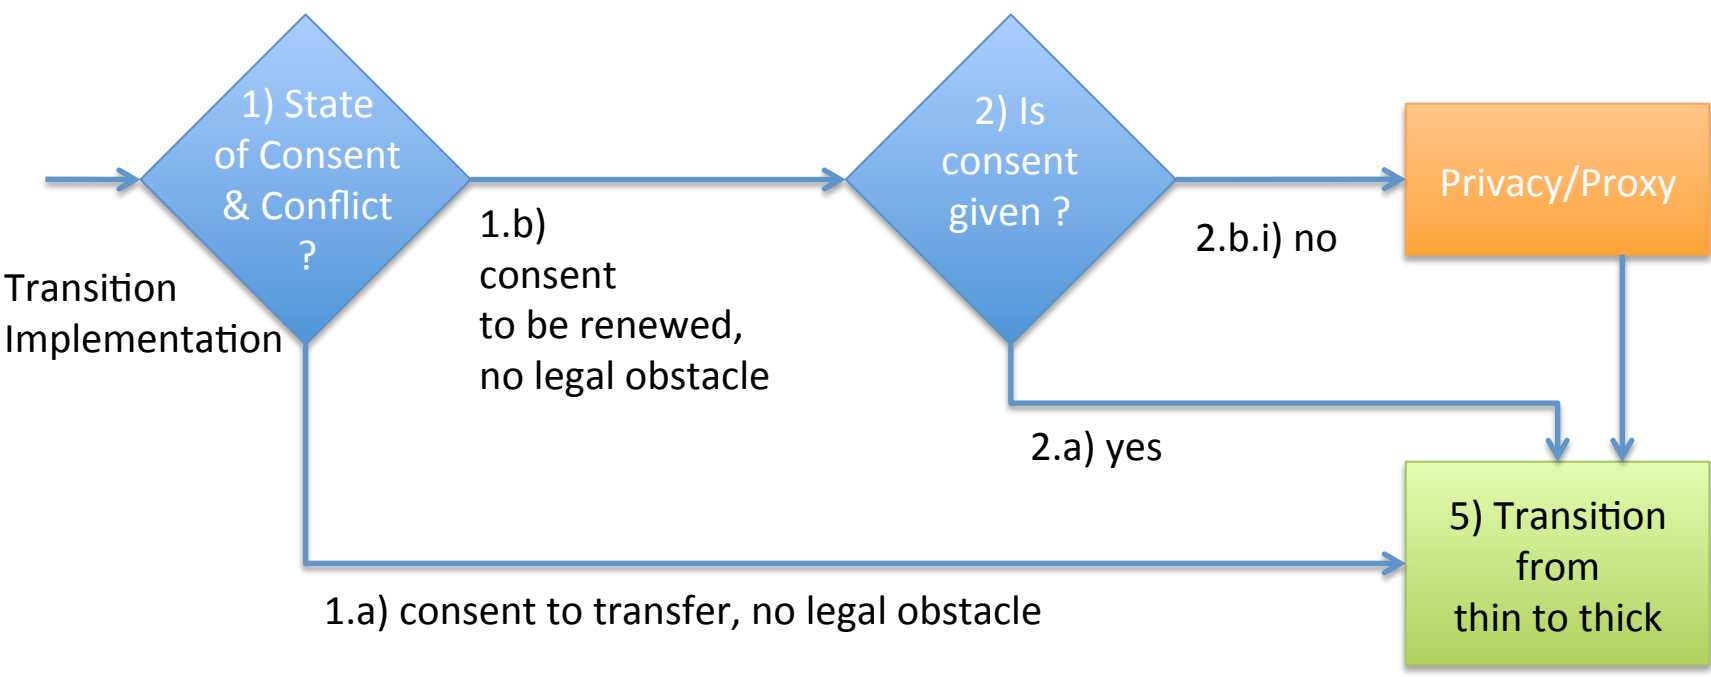 1) State
of Consent
& Conflict
?
Transition
Implementation
1.b)
consent
to be renewed,
no legal obstacle
2) Is
consent
given ?
2.b.i) no
Privacy/Proxy
2.a) yes
1.a) consent to transfer, no legal obstacle
5) Transition
from
thin to thick